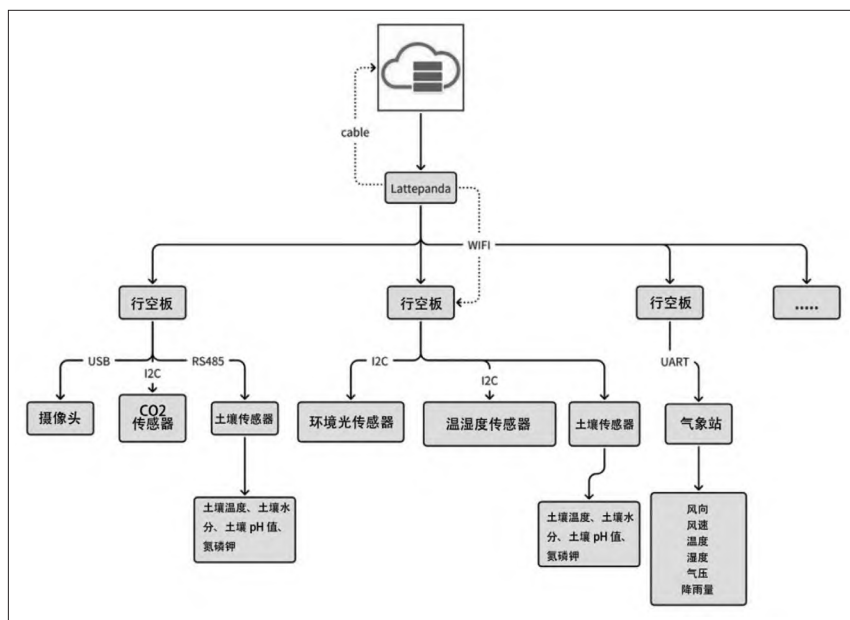 cable
Lattepanda
WIFI
行空板
行空板
行空板
.....
USB
I2C
RS485
I2C
I2C
UART
摄像头
CO2
传感器
土壤传感器
环境光传感器
温湿度传感器
土壤传感器
气象站
土壤温度、土壤水
分、土壤 pH 值、
氮磷钾
土壤温度、土壤水
分、土壤 pH 值、
氮磷钾
风向
风速
温度
湿度
气压
降雨量